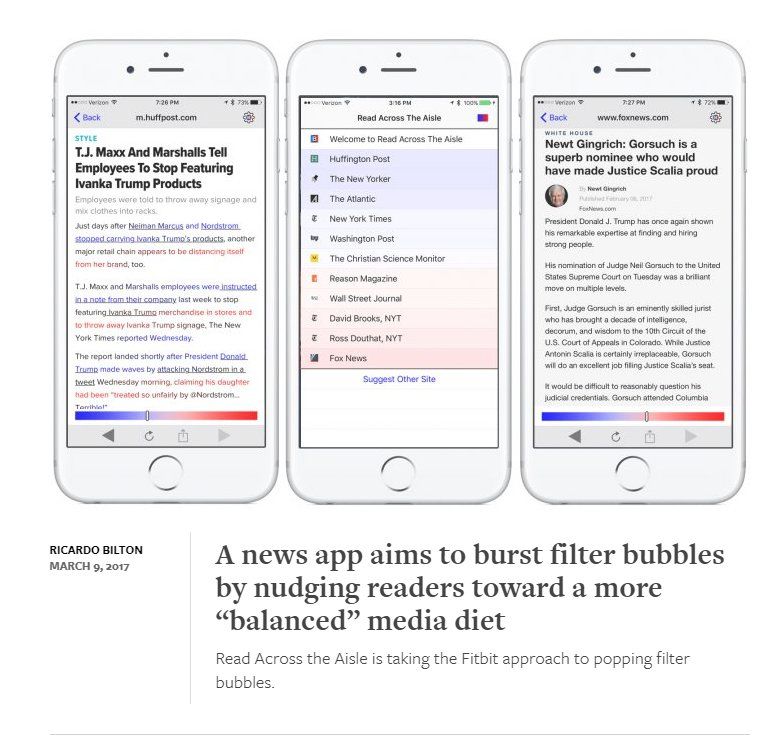 Verizon 7:26 PM 73%
Back m.huffpost.com
STYLE
T.J. Maxx And Marshalls Tell
Employees To Stop Featuring
Ivanka Trump Products
Employees were told to throw away signage and
mix clothes into racks.
Just days after Neiman Marcus and Nordstrom
stopped carrying Ivanka Trump's products, another
major retail chain appears to be distancing itself
from her brand, too.
T.J. Maxx and Marshalls employees were instructed
in a note from their company last week to stop
featuring Ivanka Trump merchandise in stores and
to throw away Ivanka Trump signage, The New
York Times reported Wednesday.
The report landed shortly after President Donald
Trump made waves by attacking Nordstrom in a
tweet Wednesday morning, claiming his daughter
had been "treated so unfairly by @Nordstrom...
Terrible!"
Verizon 3:16 PM 100%
Read Across The Aisle
Welcome to Read Across The Aisle
Huffington Post
The New Yorker
The Atlantic
New York Times
Washington Post
The Christian Science Monitor
Reason Magazine
Wall Street Journal
David Brooks, NYT
Ross Douthat, NYT
Fox News
Suggest Other Site
Verizon 7:27 PM 72%
Back www.foxnews.com
WHITE HOUSE
Newt Gingrich: Gorsuch is a
superb nominee who would
have made Justice Scalia proud
By Newt Gingrich
Published February 08, 2017
FoxNews.com
President Donald J. Trump has once again shown
his remarkable expertise at finding and hiring
strong people.
His nomination of Judge Neil Gorsuch to the United
States Supreme Court on Tuesday was a brilliant
move on multiple levels.
First, Judge Gorsuch is an eminently skilled jurist
who has brought a decade of intelligence,
decorum, and wisdom to the 10th Circuit of the
U.S. Court of Appeals in Colorado. While Justice
Antonin Scalia is certainly irreplaceable, Gorsuch
will do an excellent job filling Justice Scalia's seat.
It would be difficult to reasonably question his
judicial credentials. Gorsuch attended Columbia
RICARDO BILTON
MARCH 9, 2017
A news app aims to burst filter bubbles
by nudging readers toward a more
“balanced” media diet
Read Across the Aisle is taking the Fitbit approach to popping filter
bubbles.